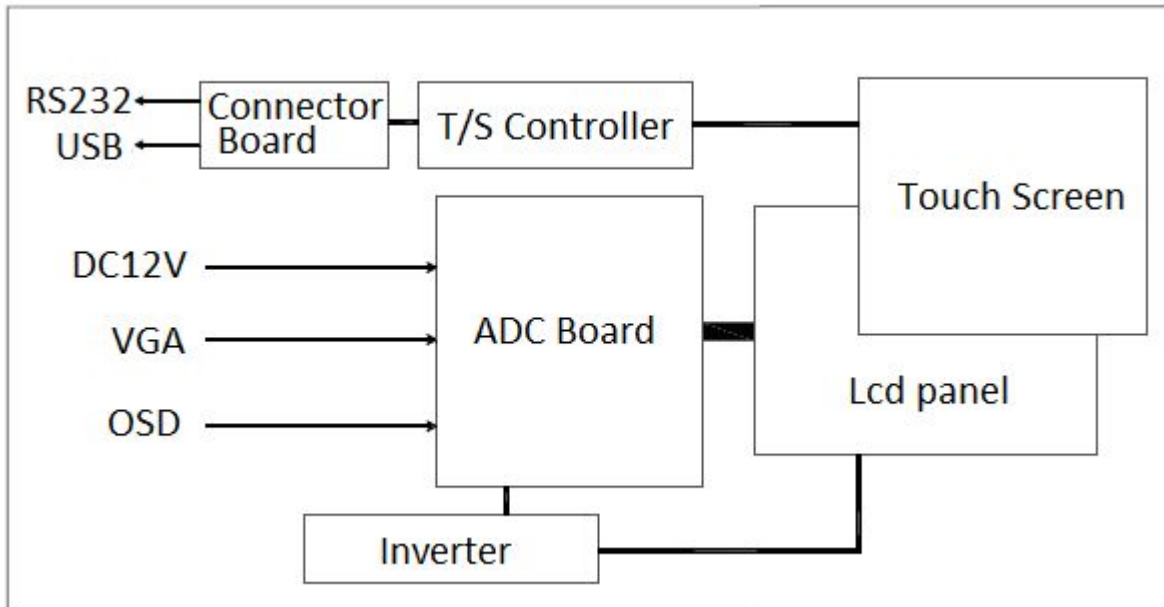 RS232
USB
Connector
Board
T/S Controller
Touch Screen
DC12V
VGA
OSD
ADC Board
Lcd panel
Inverter